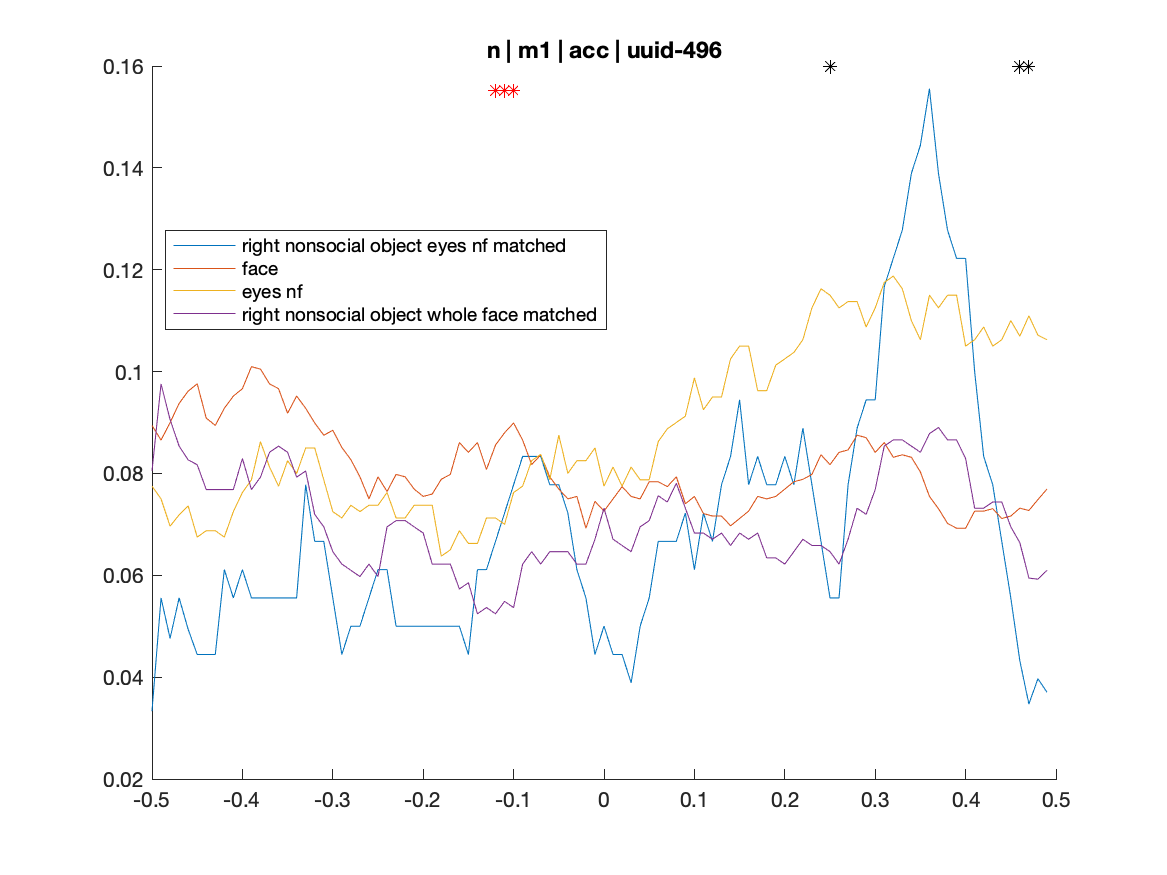 n | m1 | acc | uuid-496
0.16
0.14
0.12
0.1
0.08
0.06
0.04
0.02
right nonsocial object eyes nf matched
face
eyes nf
right nonsocial object whole face matched
-0.5 -0.4 -0.3 -0.2 -0.1 0 0.1 0.2 0.3 0.4 0.5